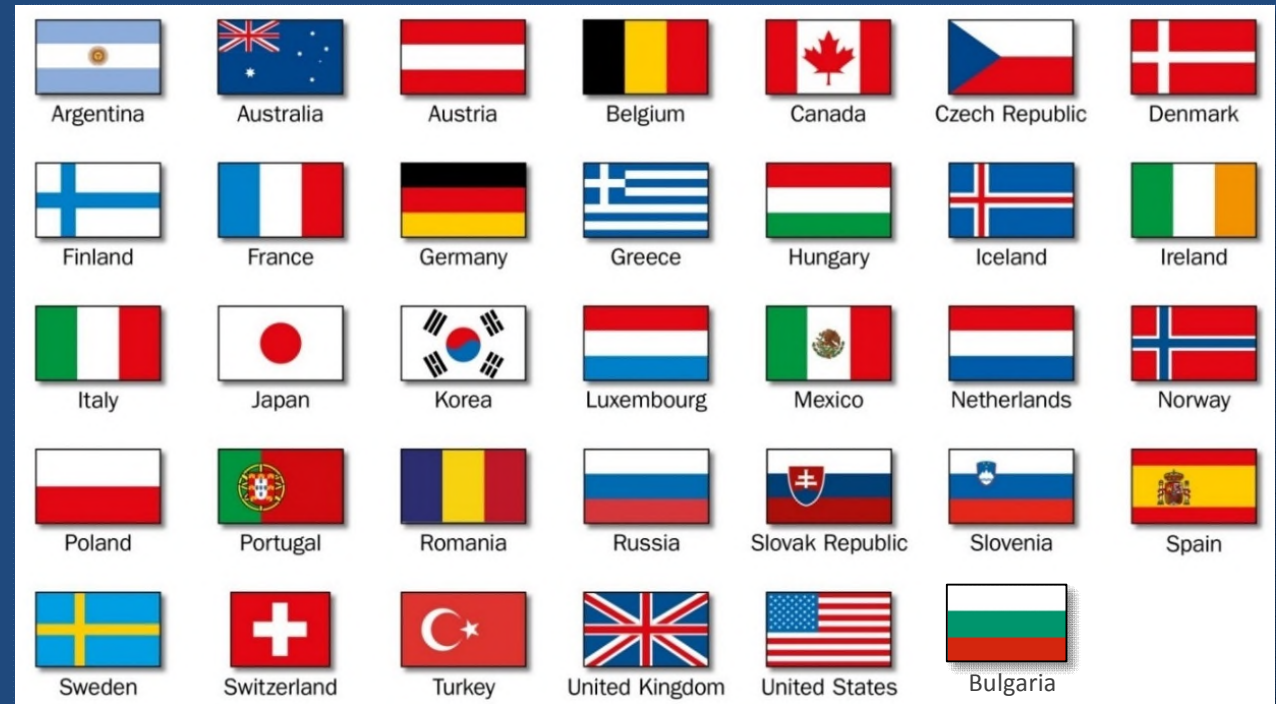 Argentina Australia Austria Belgium Canada Czech Republic Denmark
Finland France Germany Greece Hungary Iceland Ireland
Italy Japan Korea Luxembourg Mexico Netherlands Norway
Poland Portugal Romania Russia Slovak Republic Slovenia Spain
Sweden Switzerland Turkey United Kingdom United States Bulgaria